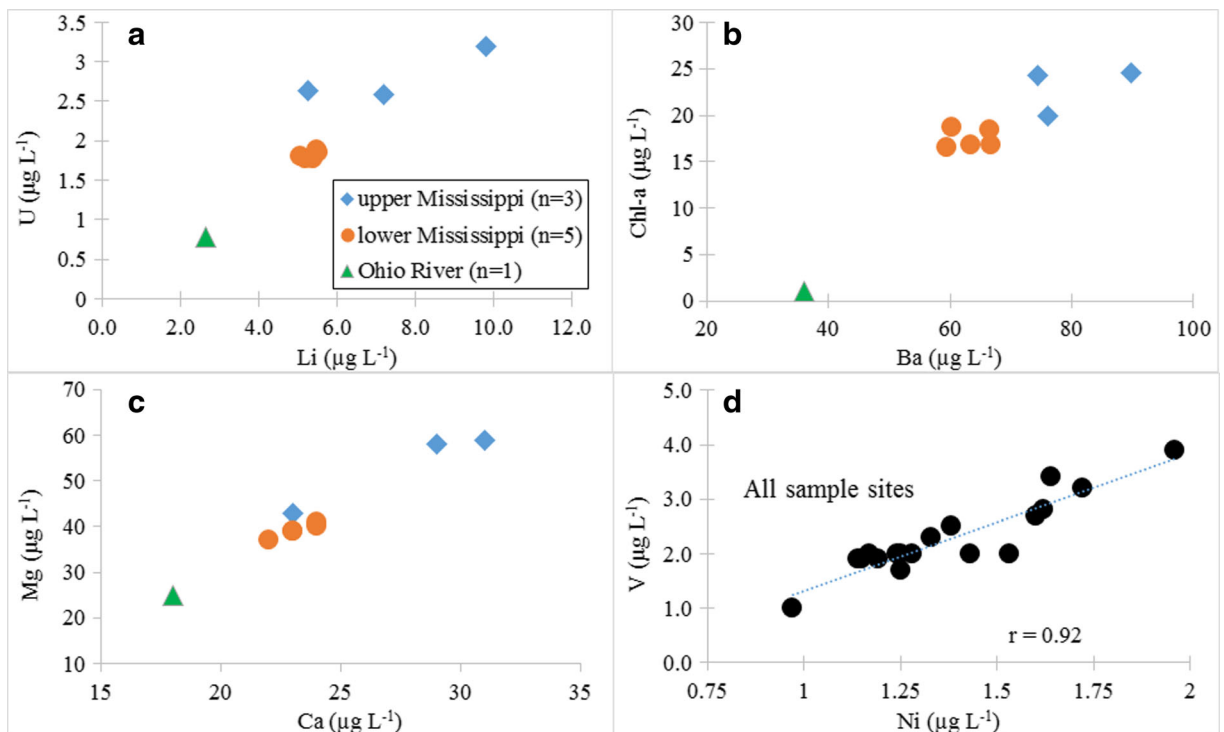 a
3.5
3
2.5
2
1.5
1
0.5
0
U (µg L⁻¹)
0.0 2.0 4.0 6.0 8.0 10.0 12.0
Li (µg L⁻¹)
upper Mississippi (n=3)
lower Mississippi (n=5)
Ohio River (n=1)
b
30
25
20
15
10
5
0
Chl-a (µg L⁻¹)
20 40 60 80 100
Ba (µg L⁻¹)
c
70
60
50
40
30
20
10
Mg (µg L⁻¹)
15 20 25 30 35
Ca (µg L⁻¹)
d
5.0
4.0
3.0
2.0
1.0
0.0
V (µg L⁻¹)
All sample sites
r = 0.92
0.75 1 1.25 1.5 1.75 2
Ni (µg L⁻¹)